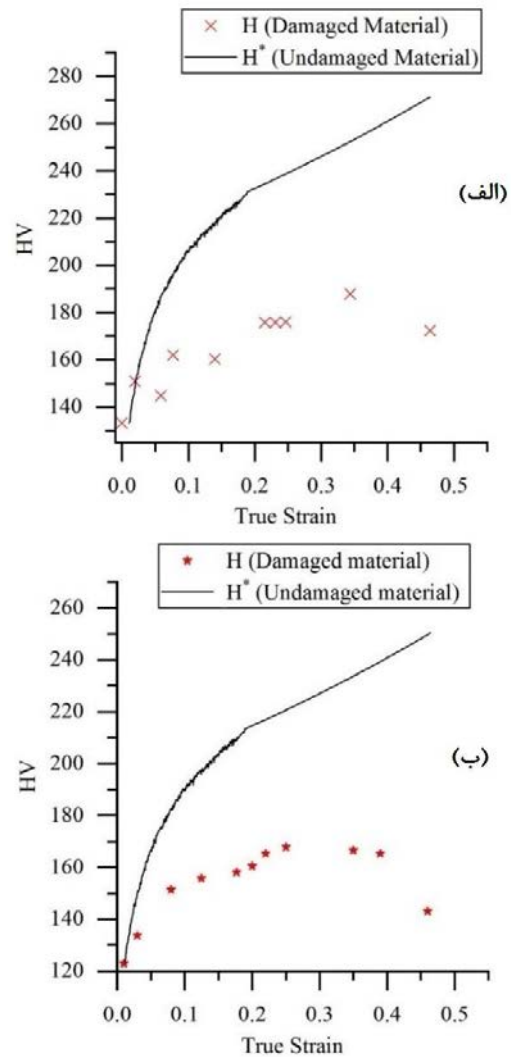 H (Damaged Material)
H* (Undamaged Material)
280
260
240
220
200
180
160
140
HV
(الف)
0.0 0.1 0.2 0.3 0.4 0.5
True Strain
H (Damaged material)
H* (Undamaged material)
260
240
220
200
180
160
140
120
HV
(ب)
0.0 0.1 0.2 0.3 0.4 0.5
True Strain